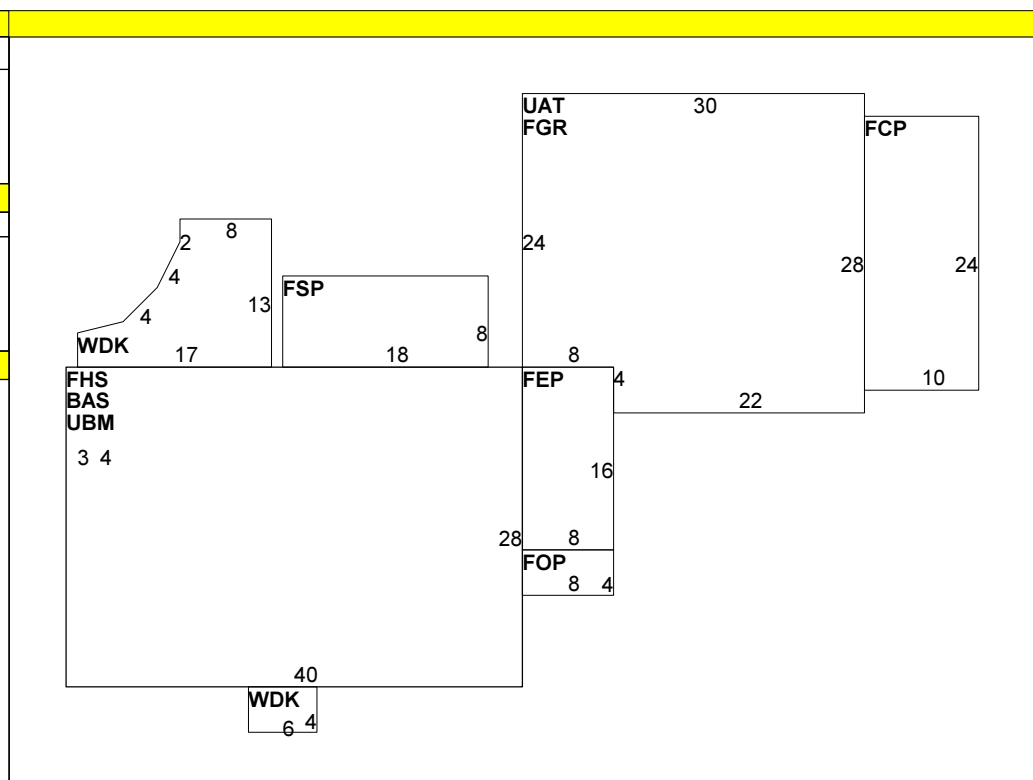 UAT 30
FGR FCP
8
2 24
4 28 24
FSP
13
4 8
WDK
17 18 8
FHS FEP 4 10
BAS 22
UBM
3 4 16
28 8
FOP
8 4
40
WDK
6 4